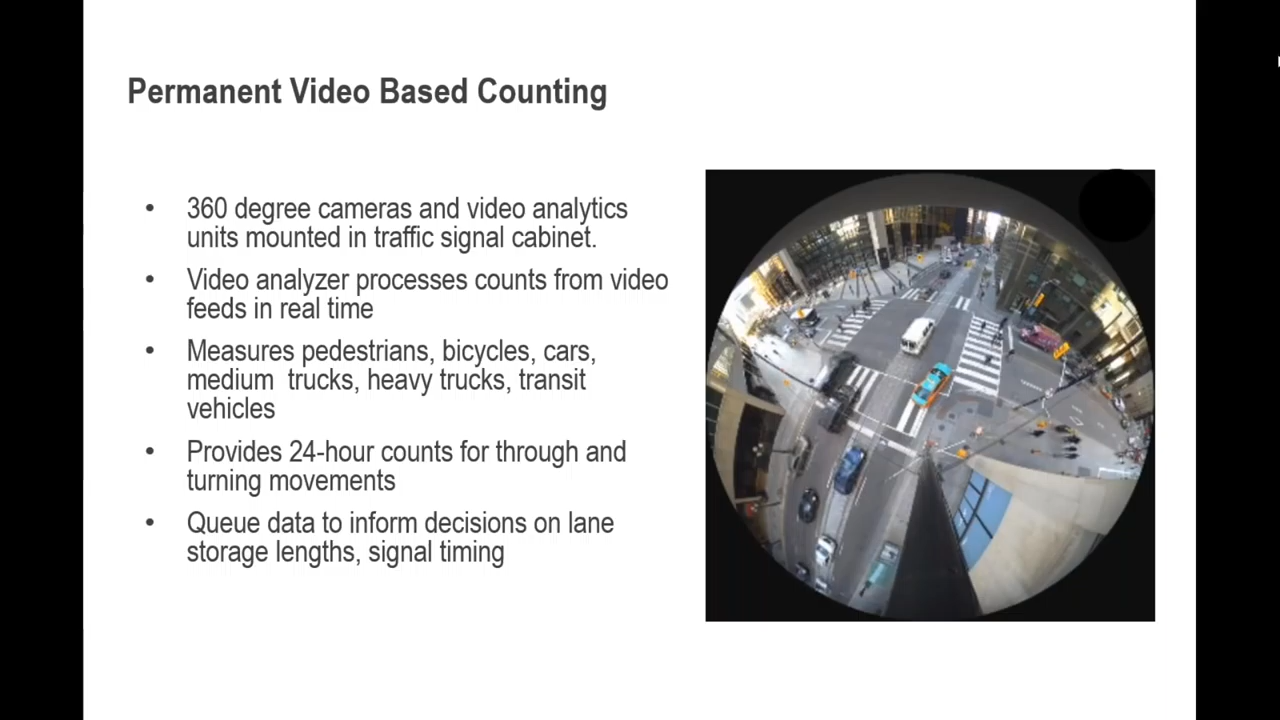 Permanent Video Based Counting
• 360 degree cameras and video analytics
units mounted in traffic signal cabinet.
• Video analyzer processes counts from video
feeds in real time
• Measures pedestrians, bicycles, cars,
medium  trucks, heavy trucks, transit
vehicles
• Provides 24-hour counts for through and
turning movements
• Queue data to inform decisions on lane
storage lengths, signal timing